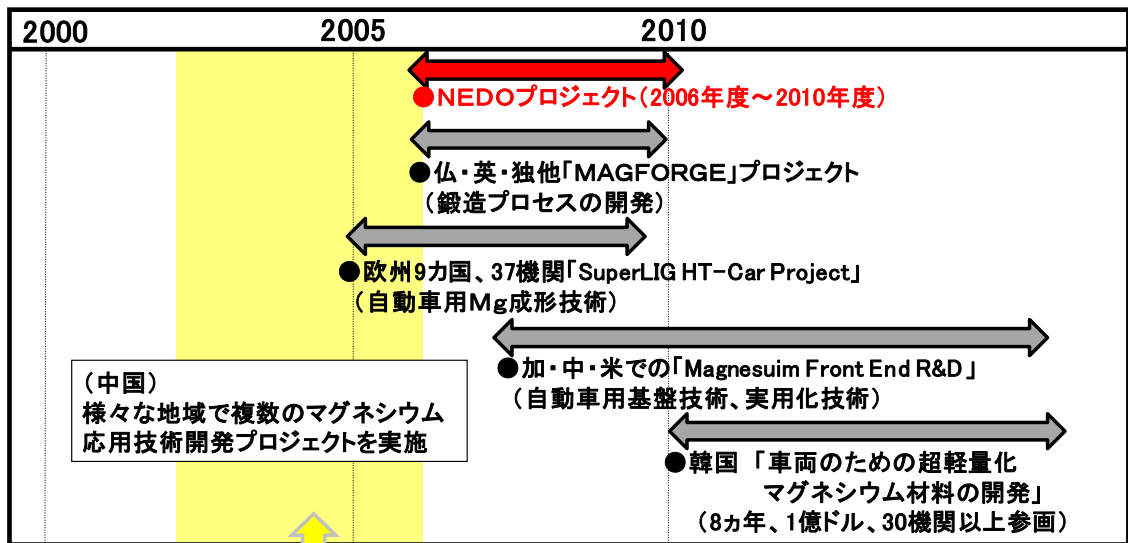 2000 2005 2010
●NEDOプロジェクト(2006年度~2010年度)
●仏・英・独他「MAGFORGE」プロジェクト
(鍛造プロセスの開発)
●欧州9カ国、37機関「SuperLIG HT-Car Project」
(自動車用Mg成形技術)
●加・中・米での「Magnesuim Front End R&D」
(自動車用基盤技術、実用化技術)
(中国)
様々な地域で複数のマグネシウム
応用技術開発プロジェクトを実施
●韓国 「車両のための超軽量化
マグネシウム材料の開発」
(8ヵ年、1億ドル、30機関以上参画)